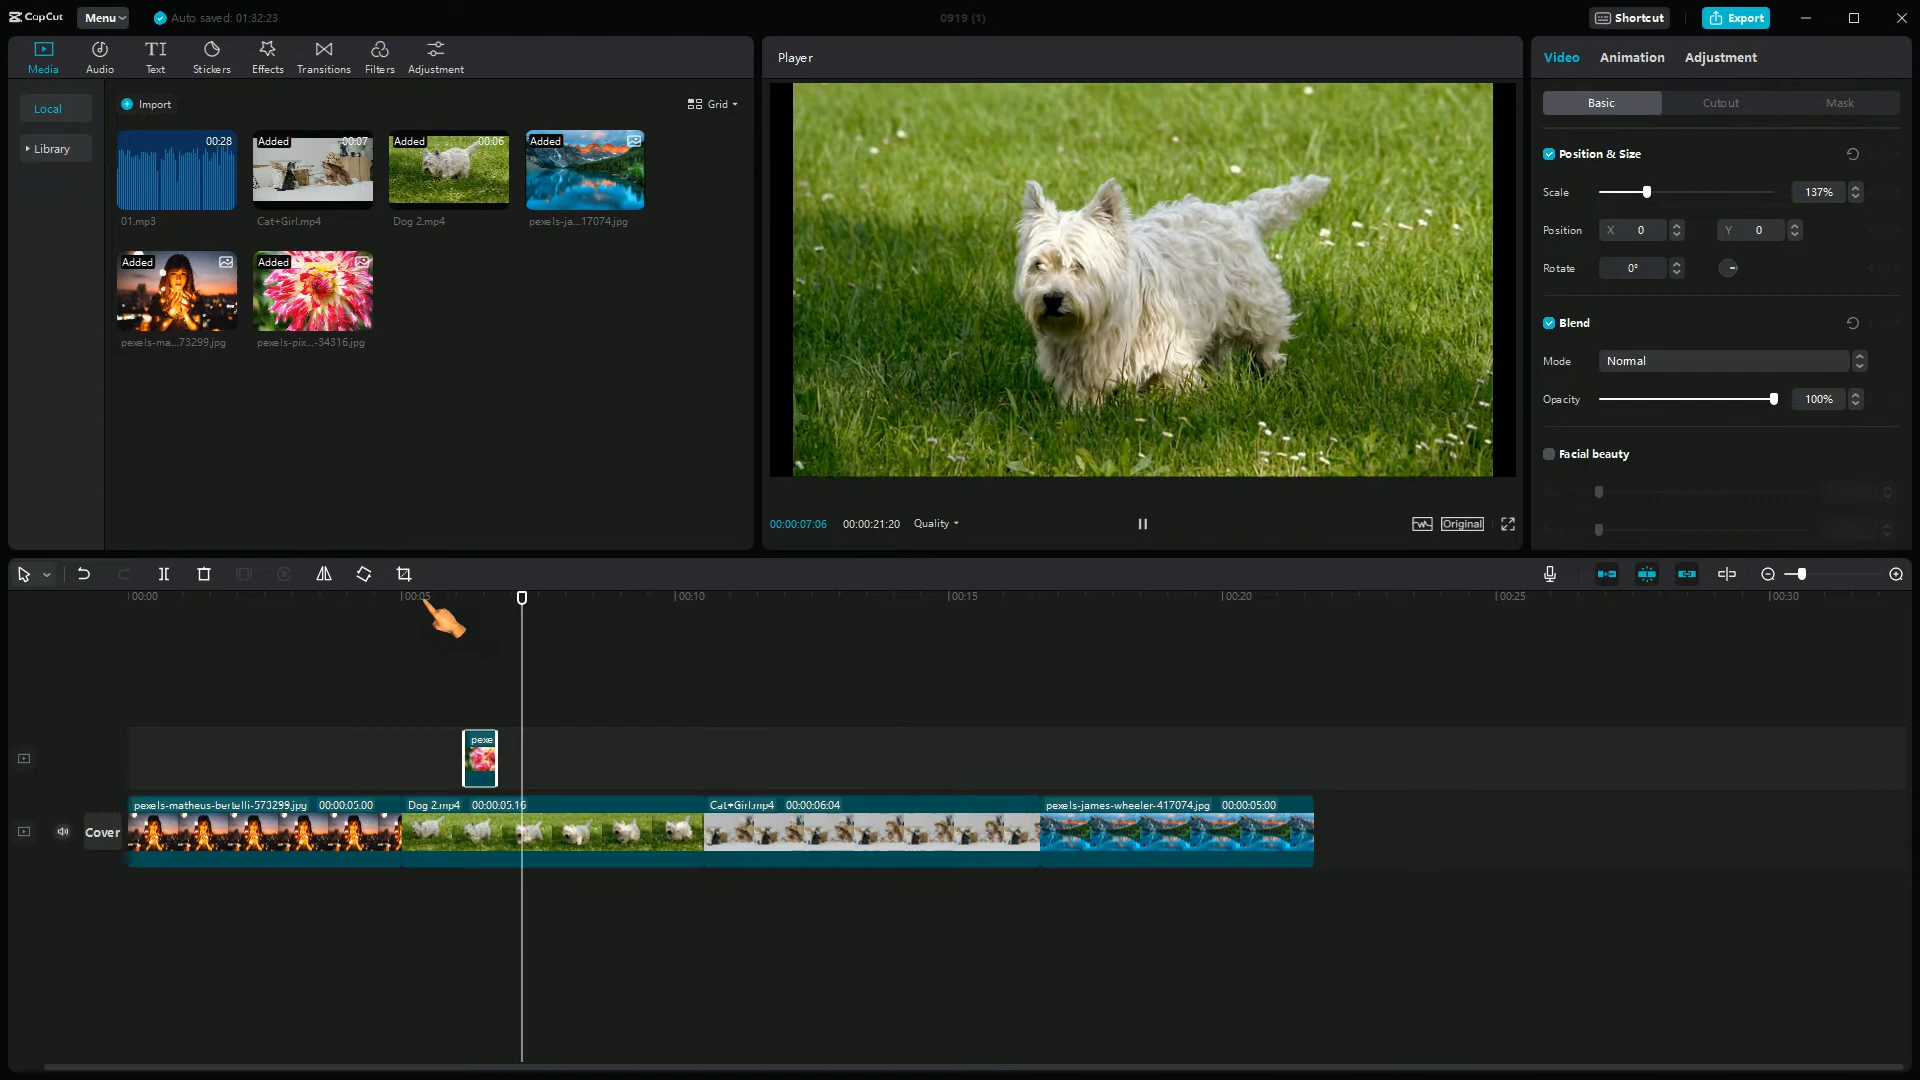 CapCut
Menu
Auto saved: 01:32:23
0919 (1)
Shortcut
Export
Media
Audio
Text
Stickers
Effects
Transitions
Filters
Adjustment
Player
Video
Animation
Adjustment
Local
Library
Import
Grid
Basic
Cutout
Mask
00:28
Added
00:07
Added
00:06
Added
01.mp3
Cat+Girl.mp4
Dog 2.mp4
pexels-ja...17074.jpg
Added
Added
pexels-ma...73299.jpg
pexels-pix...-34316.jpg
Position & Size
Scale
137%
Position
X 0
Y 0
Rotate
0°
Blend
Mode
Normal
Opacity
100%
Facial beauty
00:00:07:06
00:00:21:20
Quality
Original
00:00
00:05
00:10
00:15
00:20
00:25
00:30
pexe
pexels-matheus-bertelli-573299.jpg 00:00:05:00
Dog 2.mp4 00:00:05:16
Cat+Girl.mp4 00:00:06:04
pexels-james-wheeler-417074.jpg 00:00:05:00
Cover